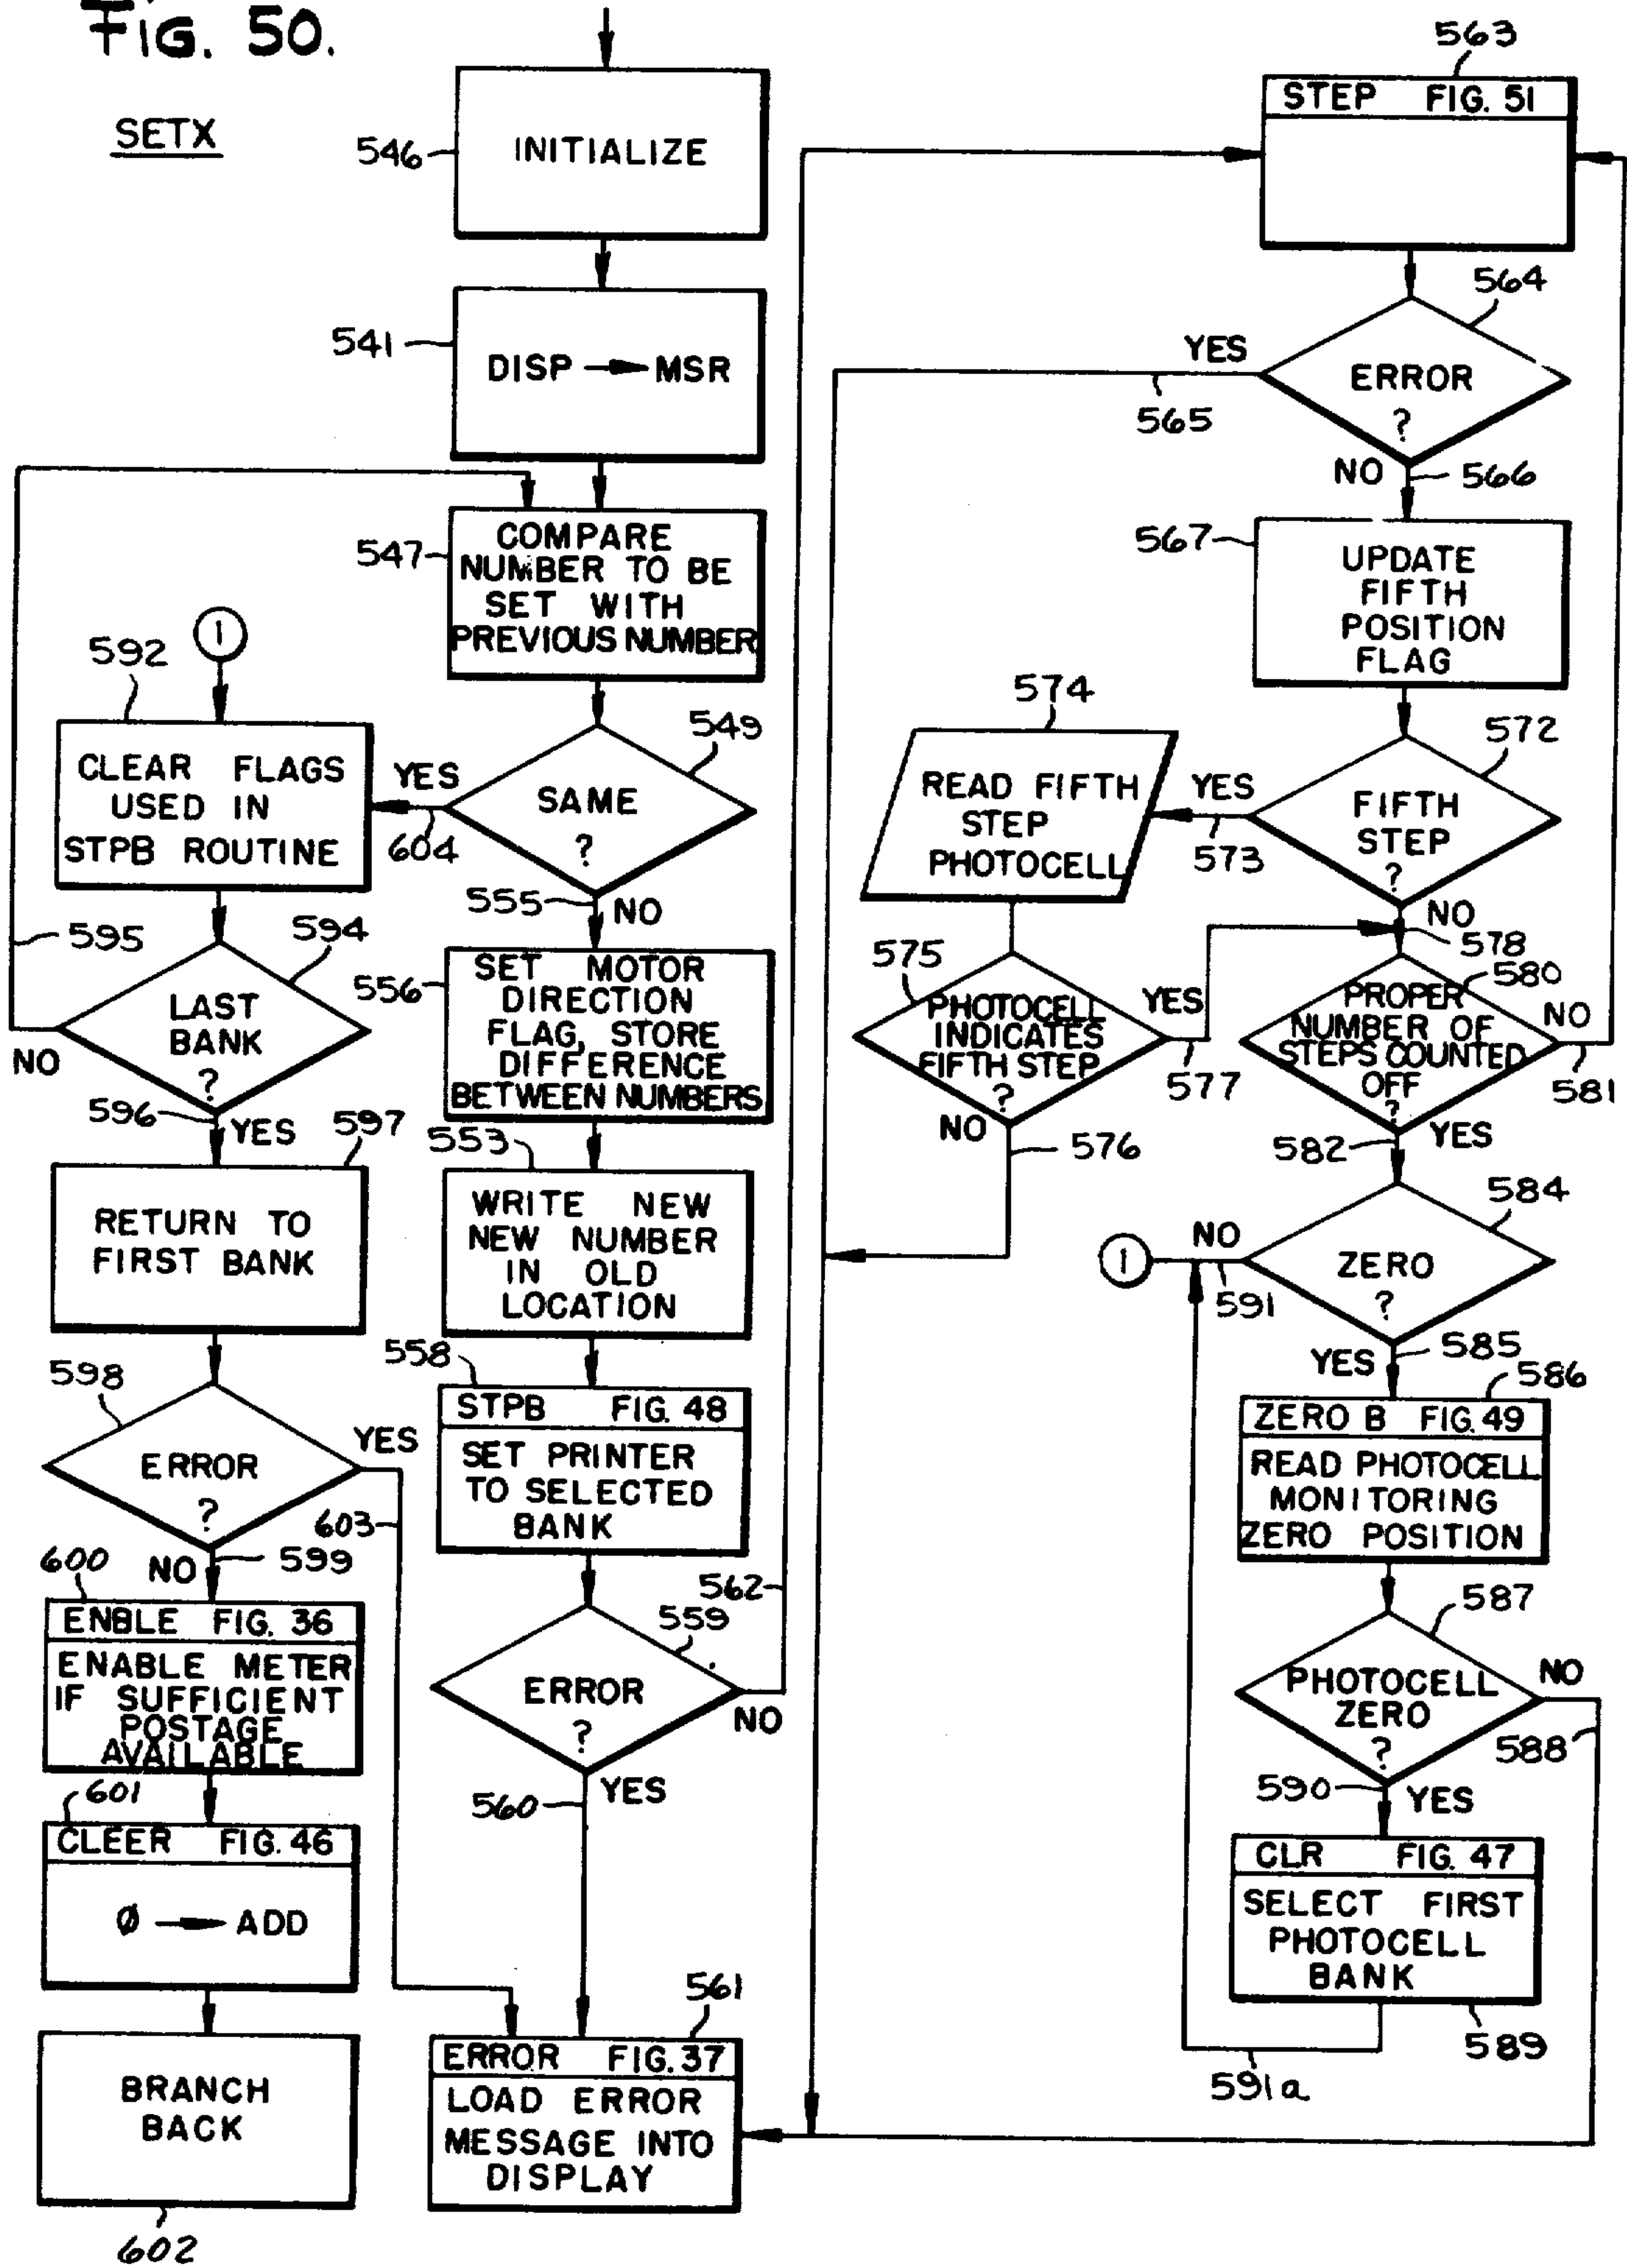 FIG. 50.
SETX
546
INITIALIZE
541
DISP → MSR
547
COMPARE
NUMBER TO BE
SET WITH
PREVIOUS NUMBER
549
SAME
?
YES
604
555
NO
1
592
CLEAR FLAGS
USED IN
STPB ROUTINE
595
594
LAST
BANK
?
NO
596
YES
597
RETURN TO
FIRST BANK
598
ERROR
?
YES
603
NO
599
600
ENBLE FIG. 36
ENABLE METER
IF SUFFICIENT
POSTAGE
AVAILABLE
601
CLEER FIG. 46
Ø → ADD
BRANCH
BACK
602
556
SET MOTOR
DIRECTION
FLAG, STORE
DIFFERENCE
BETWEEN NUMBERS
553
WRITE NEW
NEW NUMBER
IN OLD
LOCATION
558
STPB FIG. 48
SET PRINTER
TO SELECTED
BANK
562
559
ERROR
?
NO
560
YES
561
ERROR FIG. 37
LOAD ERROR
MESSAGE INTO
DISPLAY
563
STEP FIG. 51
564
YES
ERROR
?
565
NO
566
567
UPDATE
FIFTH
POSITION
FLAG
572
FIFTH
STEP
?
YES
573
574
READ FIFTH
STEP
PHOTOCELL
575
PHOTOCELL
INDICATES
FIFTH STEP
?
YES
577
NO
576
NO
578
580
PROPER
NUMBER OF
STEPS COUNTED
OFF
?
NO
581
582
YES
584
ZERO
?
NO
591
1
YES
585
586
ZERO B FIG. 49
READ PHOTOCELL
MONITORING
ZERO POSITION
587
PHOTOCELL
ZERO
?
NO
588
590
YES
CLR FIG. 47
SELECT FIRST
PHOTOCELL
BANK
589
591a